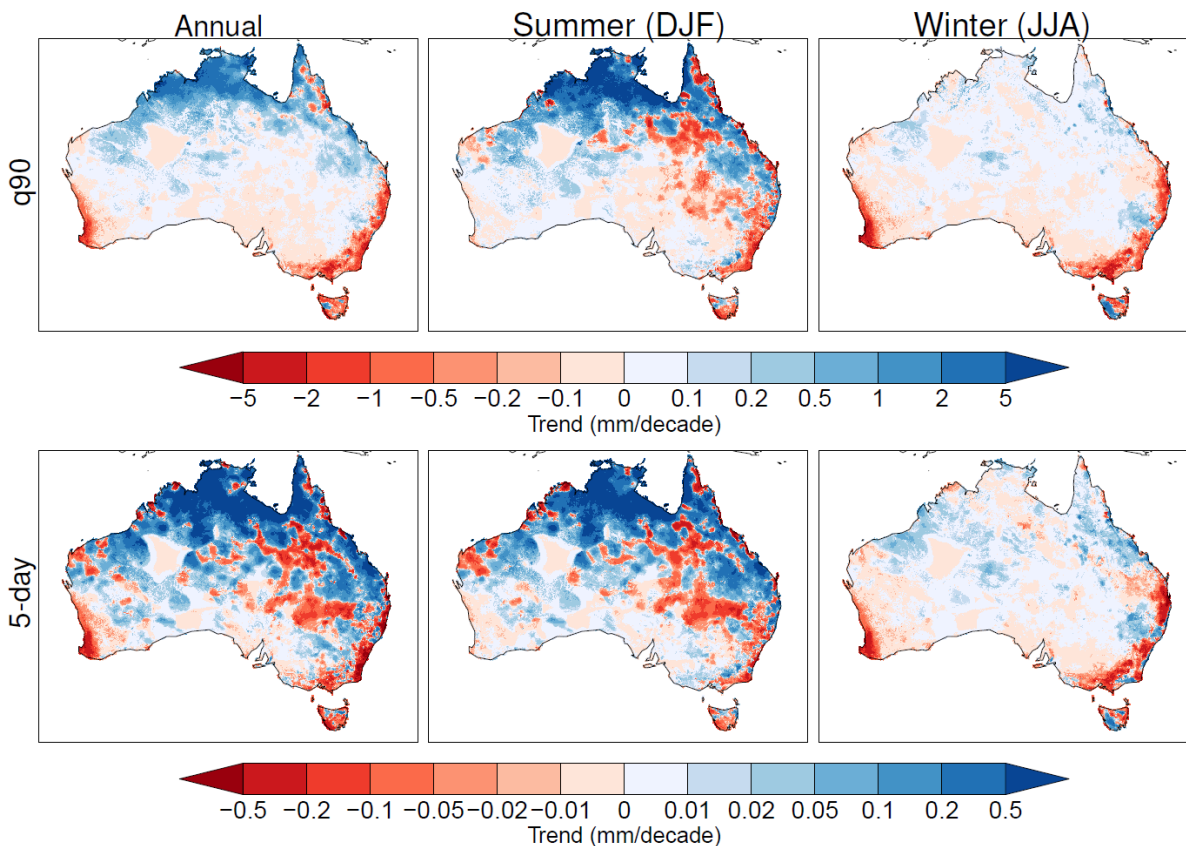 Annual Summer (DJF) Winter (JJA)
q90
−5 −2 −1 −0.5 −0.2 −0.1 0 0.1 0.2 0.5 1 2 5
Trend (mm/decade)
5-day
−0.5 −0.2 −0.1 −0.05 −0.02 −0.01 0 0.01 0.02 0.05 0.1 0.2 0.5
Trend (mm/decade)